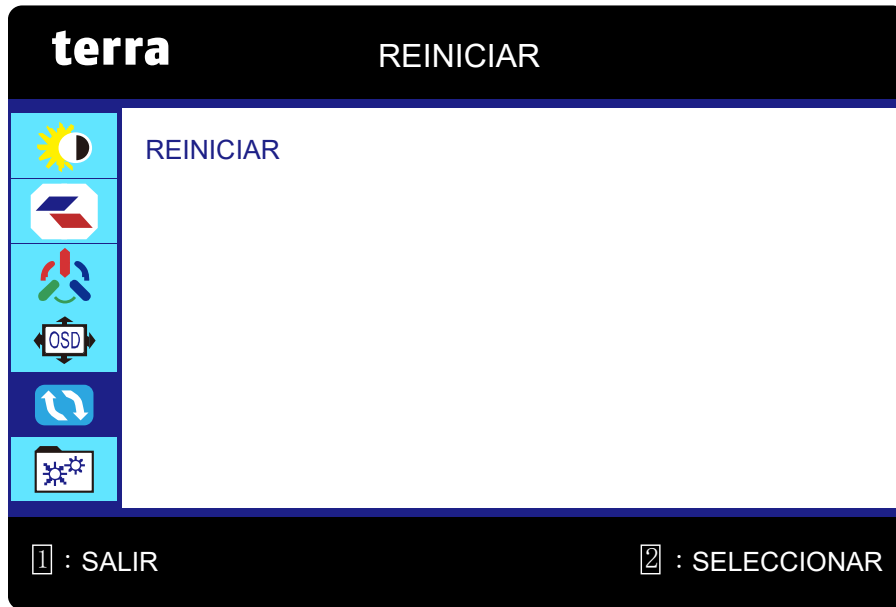 terra
REINICIAR
REINICIAR
OSD
1 : SALIR
2 : SELECCIONAR